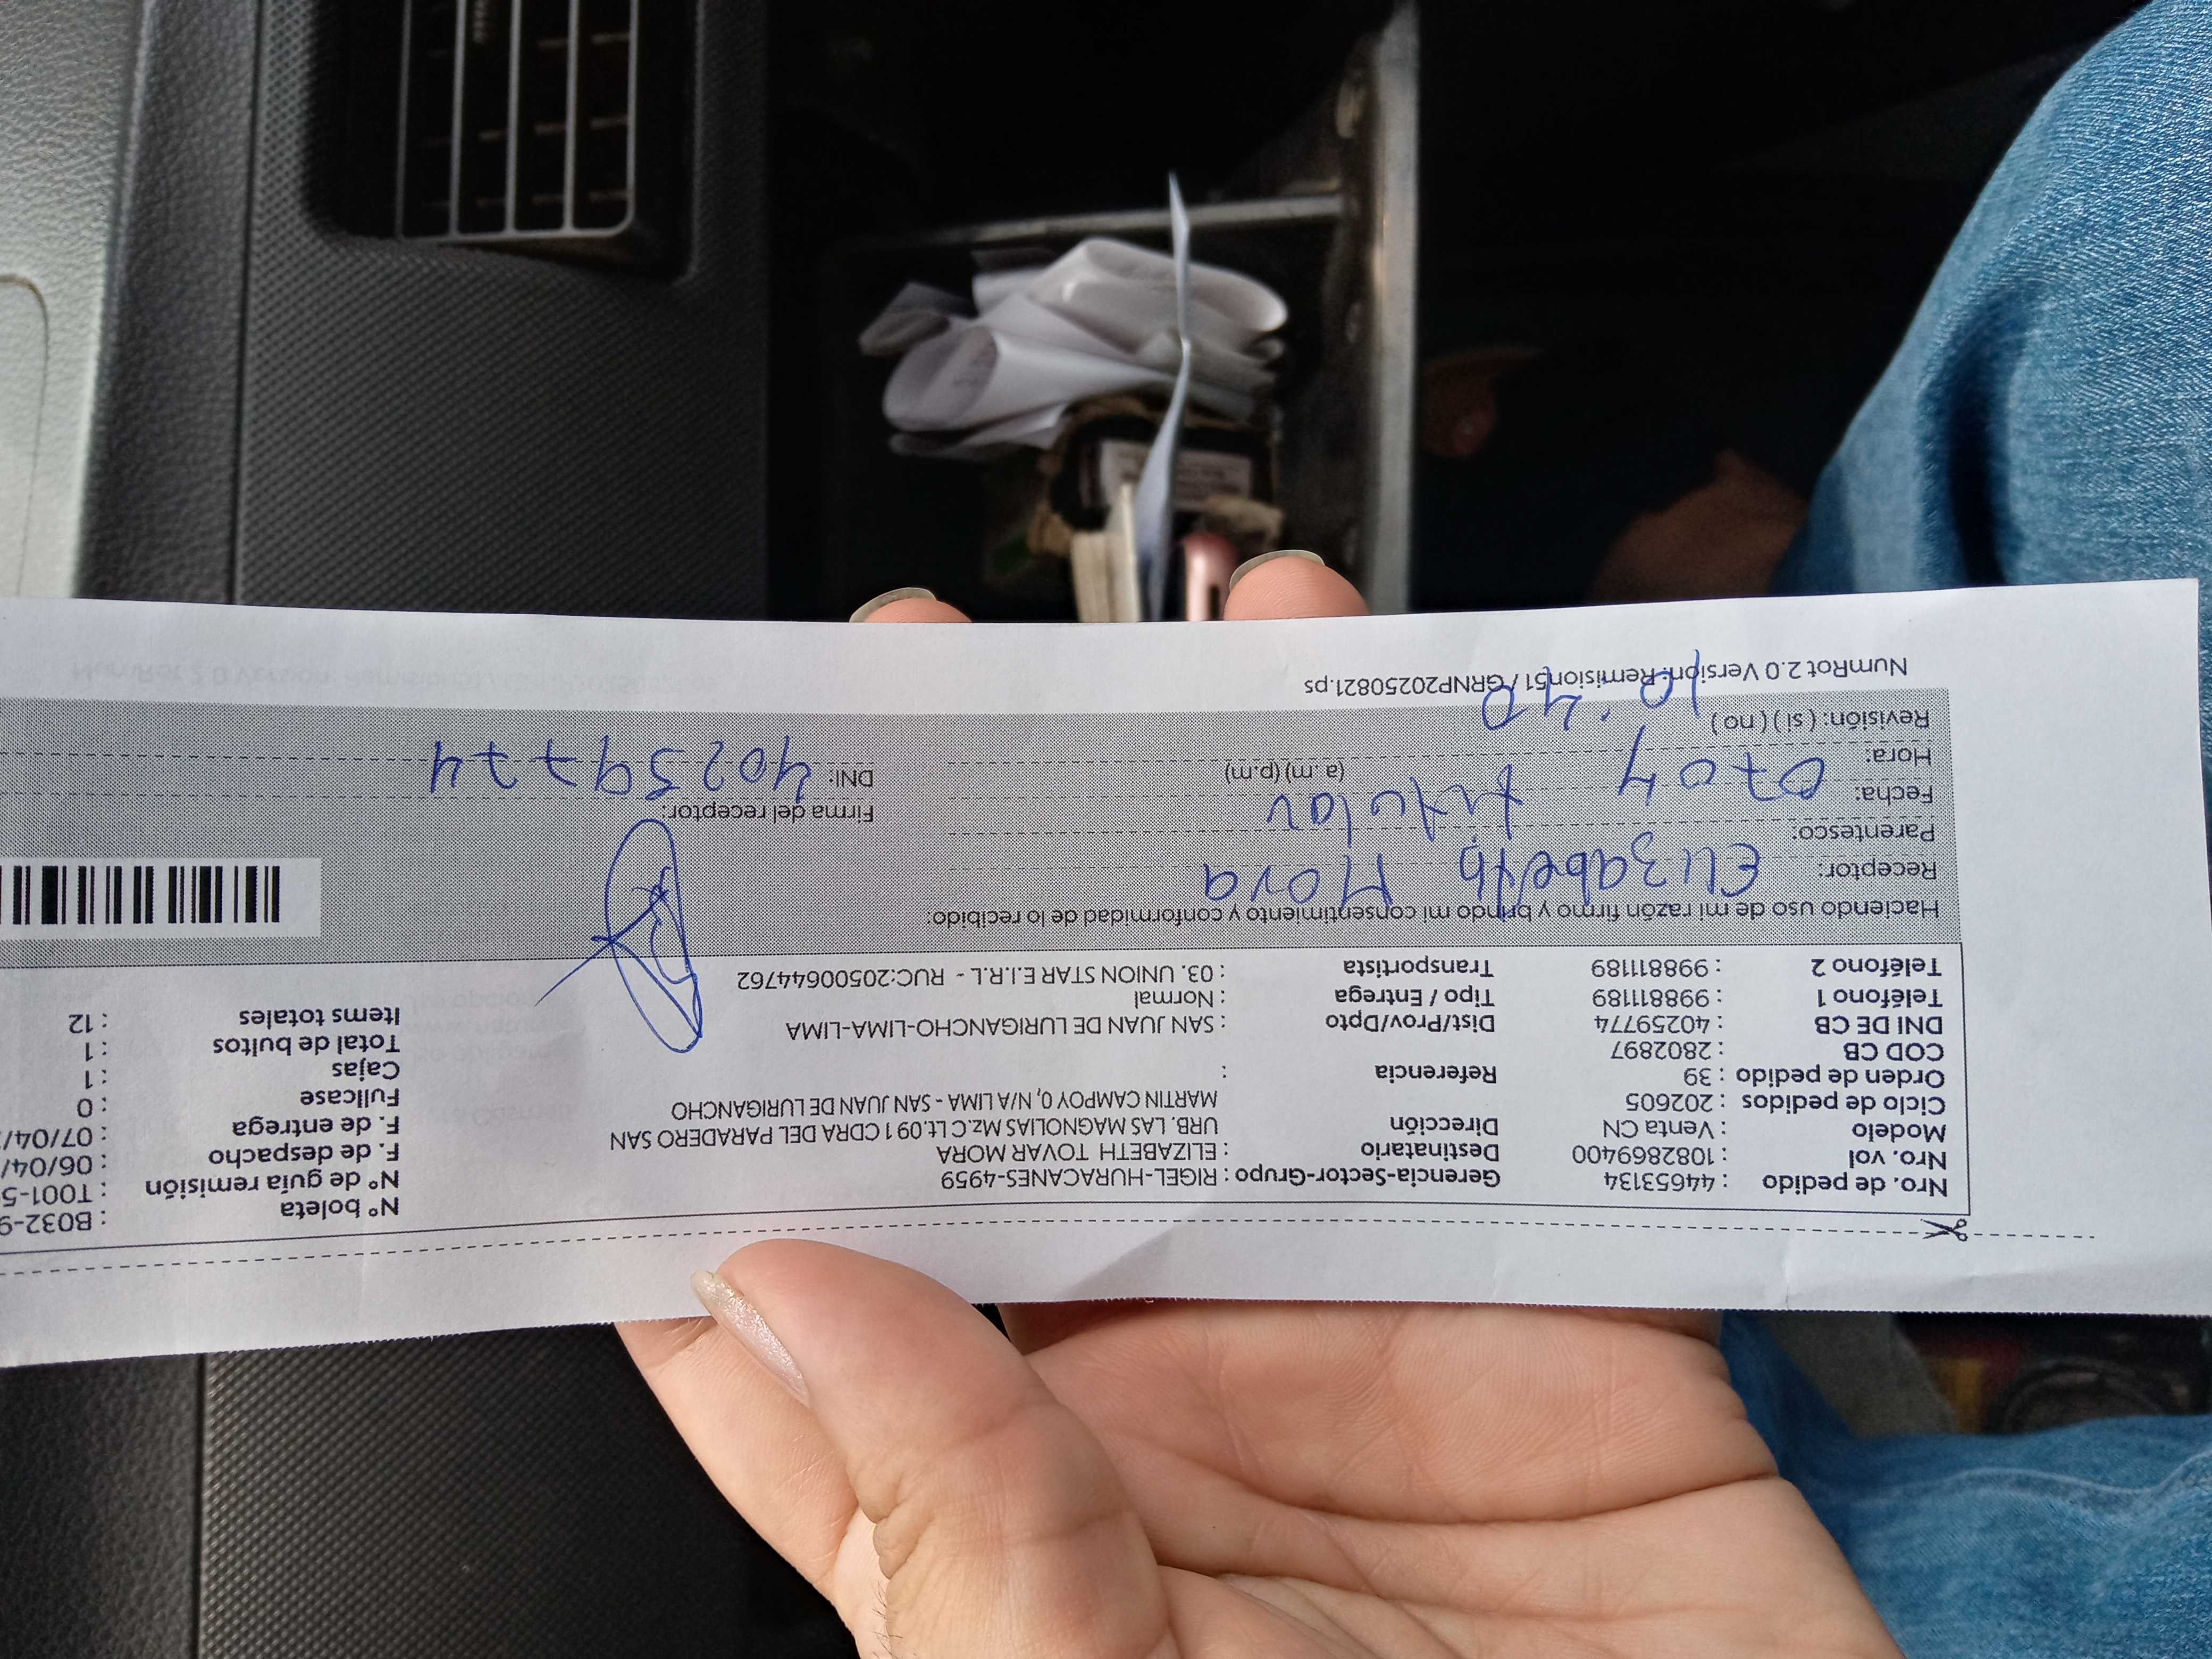 Nro. de pedido : 44653134 Gerencia-Sector-Grupo : RIGEL-HURACANES-4959 N° boleta : B032-9
Nro. vol : 1082869400 Destinatario : ELIZABETH TOVAR MORA N° de guía remisión : T001-5
Modelo : Venta CN Dirección : URB. LAS MAGNOLIAS Mz.C Lt.09 1 CDRA DEL PARADERO SAN F. de despacho : 06/04/
Ciclo de pedidos : 202605 MARTIN CAMPOY 0, N/A LIMA - SAN JUAN DE LURIGANCHO F. de entrega : 07/04/
Orden de pedido : 39 Referencia : Fullcase : 0
COD CB : 2802897 Cajas : 1
DNI DE CB : 40259774 Dist/Prov/Dpto : SAN JUAN DE LURIGANCHO-LIMA-LIMA Total de bultos : 1
Teléfono 1 : 998811189 Tipo / Entrega : Normal Items totales : 12
Teléfono 2 : 998811189 Transportista : 03. UNION STAR E.I.R.L - RUC:20500644762
Haciendo uso de mi razón firmo y brindo mi consentimiento y conformidad de lo recibido:
Receptor: Elizabeth Mora
Parentesco: titular Firma del receptor:
Fecha: 0704 (a.m) (p.m) DNI: 40259774
Hora: 10:40
Revisión: ( si ) ( no )
NumRot 2.0 Version: Remision51 / GRNP20250821.ps